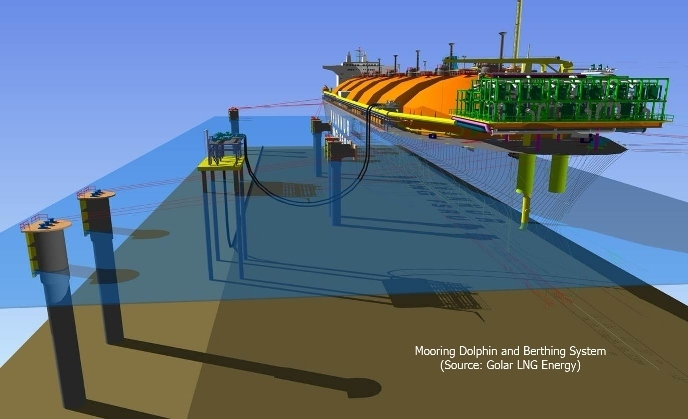 Mooring Dolphin and Berthing System
(Source: Golar LNG Energy)